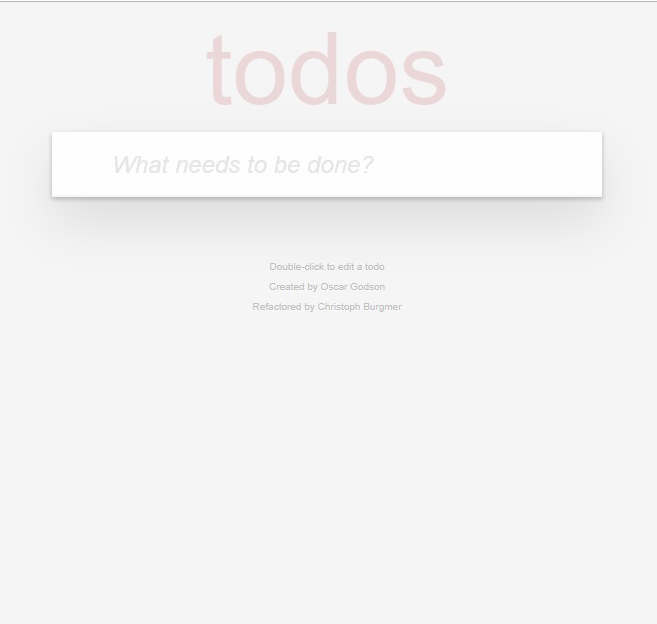 todos
What needs to be done?
Double-click to edit a todo
Created by Oscar Godson
Refactored by Christoph Burgmer